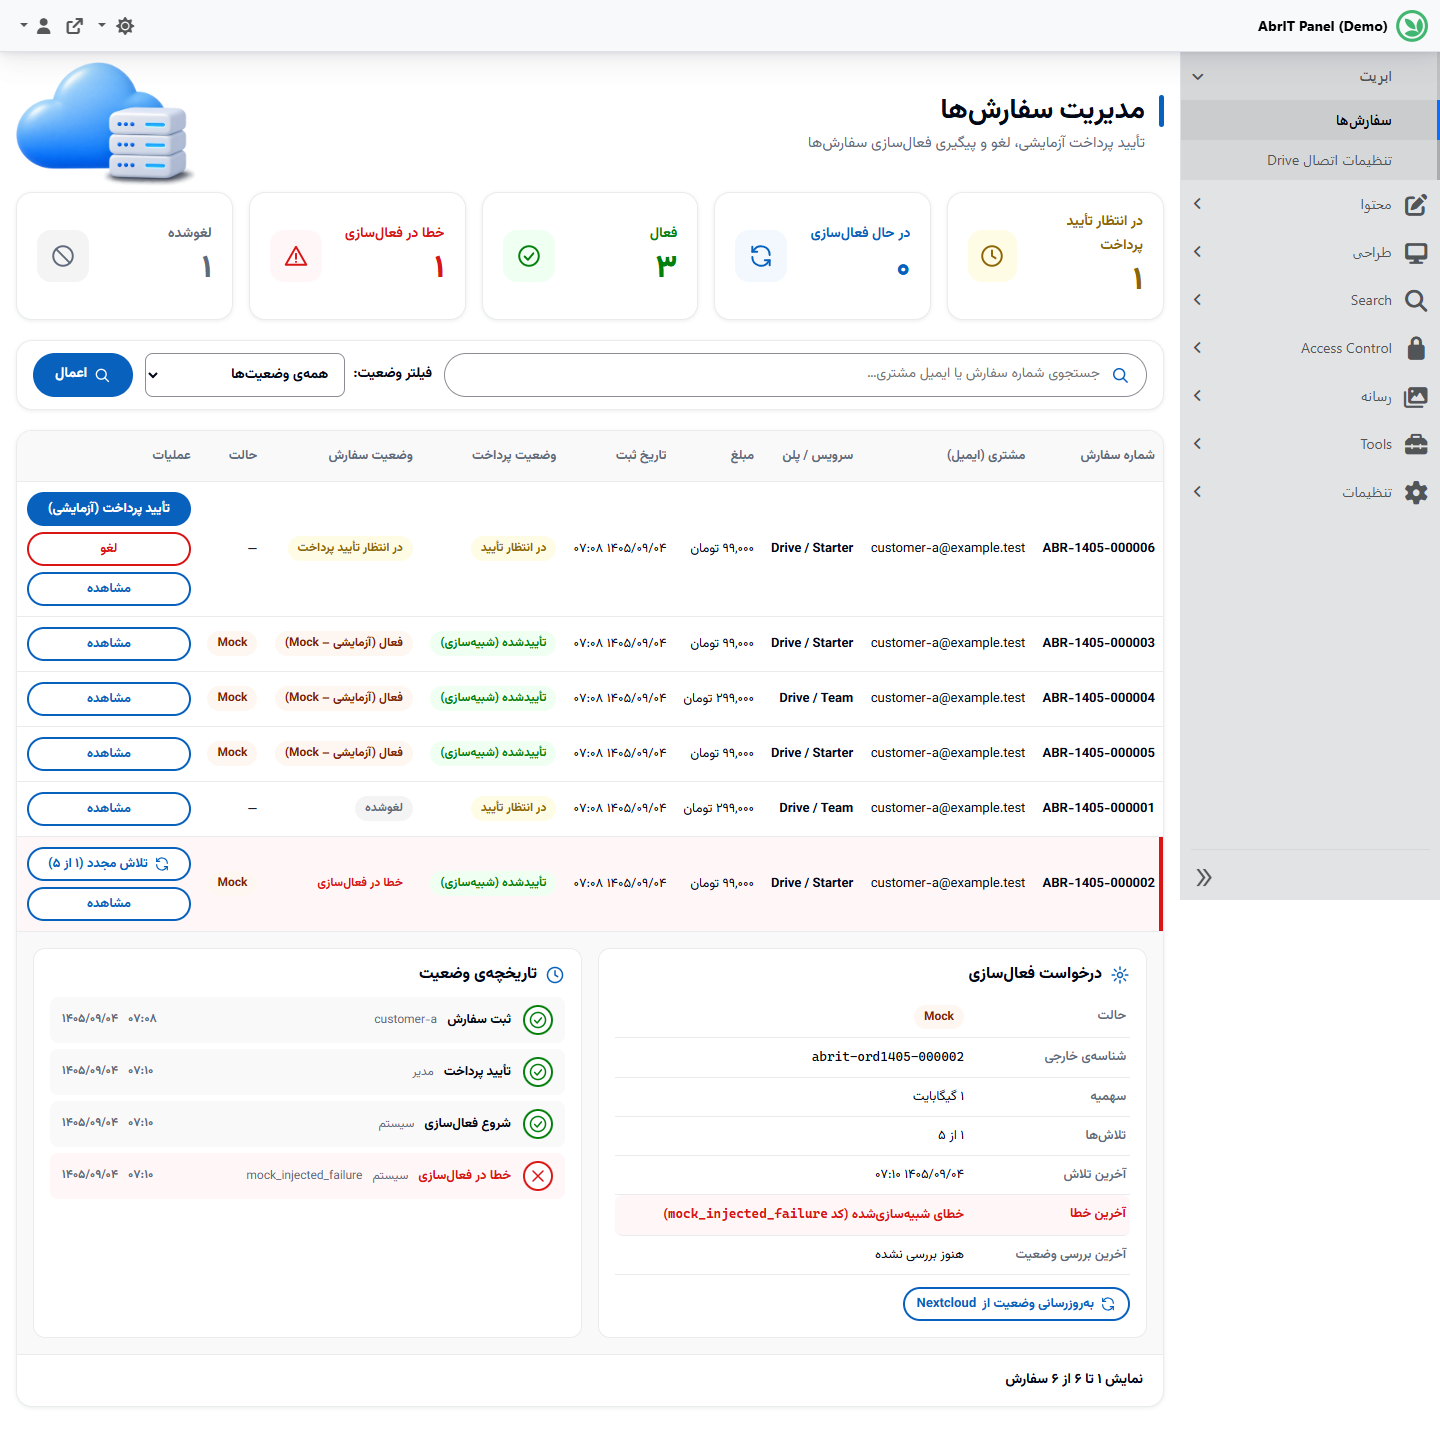 AbrIT Panel (Demo)
ابریت
سفارش‌ها
تنظیمات اتصال Drive
محتوا
طراحی
Search
Access Control
رسانه
Tools
تنظیمات
مدیریت سفارش‌ها
تأیید پرداخت آزمایشی، لغو و پیگیری فعال‌سازی سفارش‌ها
در انتظار تأیید پرداخت
۱
در حال فعال‌سازی
۰
فعال
۳
خطا در فعال‌سازی
۱
لغوشده
۱
جستجوی شماره سفارش یا ایمیل مشتری...
فیلتر وضعیت:
همه‌ی وضعیت‌ها
اعمال
شماره سفارش مشتری (ایمیل) سرویس / پلن مبلغ تاریخ ثبت وضعیت پرداخت وضعیت سفارش حالت عملیات
ABR-1405-000006 customer-a@example.test Drive / Starter ۹۹,۰۰۰ تومان ۱۴۰۵/۰۹/۰۴ ۰۷:۰۸ در انتظار تأیید در انتظار تأیید پرداخت —
تأیید پرداخت (آزمایشی)
لغو
مشاهده
ABR-1405-000003 customer-a@example.test Drive / Starter ۹۹,۰۰۰ تومان ۱۴۰۵/۰۹/۰۴ ۰۷:۰۸ تأییدشده (شبیه‌سازی) فعال (آزمایشی – Mock) Mock مشاهده
ABR-1405-000004 customer-a@example.test Drive / Team ۲۹۹,۰۰۰ تومان ۱۴۰۵/۰۹/۰۴ ۰۷:۰۸ تأییدشده (شبیه‌سازی) فعال (آزمایشی – Mock) Mock مشاهده
ABR-1405-000005 customer-a@example.test Drive / Starter ۹۹,۰۰۰ تومان ۱۴۰۵/۰۹/۰۴ ۰۷:۰۸ تأییدشده (شبیه‌سازی) فعال (آزمایشی – Mock) Mock مشاهده
ABR-1405-000001 customer-a@example.test Drive / Team ۲۹۹,۰۰۰ تومان ۱۴۰۵/۰۹/۰۴ ۰۷:۰۸ در انتظار تأیید لغوشده — مشاهده
ABR-1405-000002 customer-a@example.test Drive / Starter ۹۹,۰۰۰ تومان ۱۴۰۵/۰۹/۰۴ ۰۷:۰۸ تأییدشده (شبیه‌سازی) خطا در فعال‌سازی Mock
تلاش مجدد (۱ از ۵)
مشاهده
درخواست فعال‌سازی
حالت Mock
شناسه‌ی خارجی abrit-ord1405-000002
سهمیه ۱ گیگابایت
تلاش‌ها ۱ از ۵
آخرین تلاش ۱۴۰۵/۰۹/۰۴ ۰۷:۱۰
آخرین خطا خطای شبیه‌سازی‌شده (کد mock_injected_failure)
آخرین بررسی وضعیت هنوز بررسی نشده
به‌روزرسانی وضعیت از Nextcloud
تاریخچه‌ی وضعیت
ثبت سفارش customer-a ۰۷:۰۸ ۱۴۰۵/۰۹/۰۴
تأیید پرداخت مدیر ۰۷:۱۰ ۱۴۰۵/۰۹/۰۴
شروع فعال‌سازی سیستم ۰۷:۱۰ ۱۴۰۵/۰۹/۰۴
خطا در فعال‌سازی سیستم mock_injected_failure ۰۷:۱۰ ۱۴۰۵/۰۹/۰۴
نمایش ۱ تا ۶ از ۶ سفارش